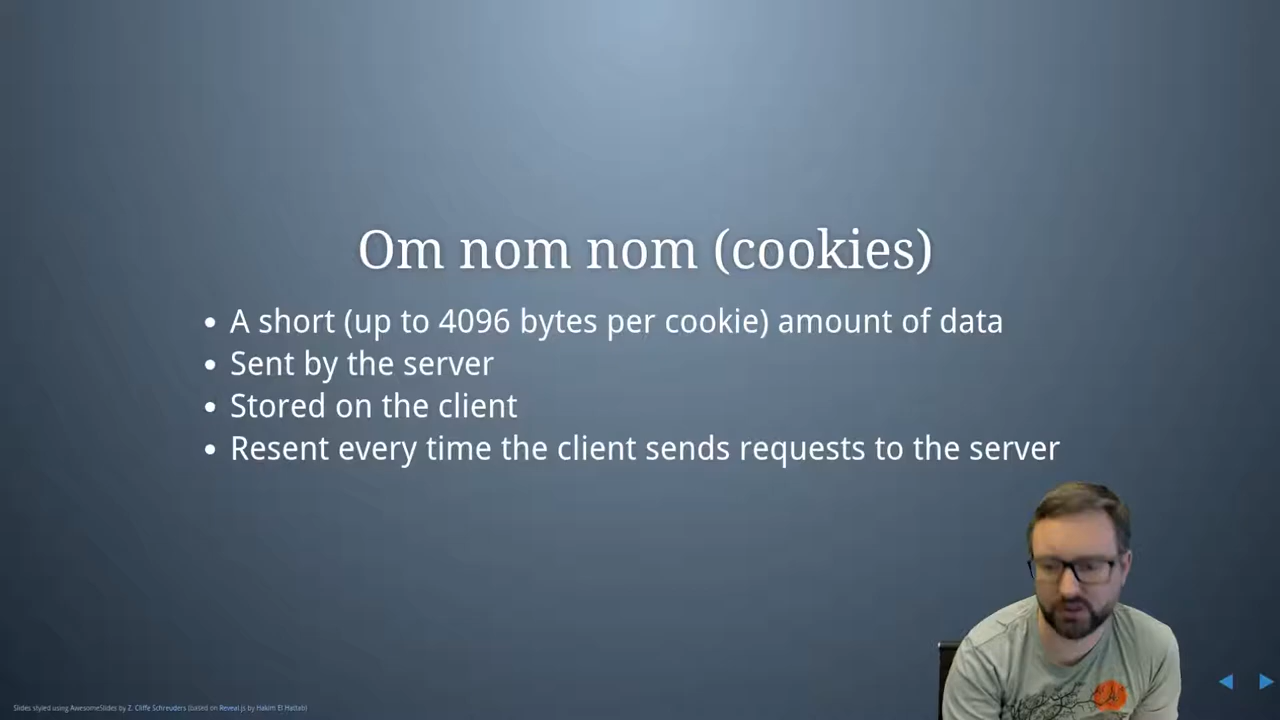 Om nom nom (cookies)
• A short (up to 4096 bytes per cookie) amount of data
• Sent by the server
• Stored on the client
• Resent every time the client sends requests to the server
Slides styled using AwesomeSlides by Z. Cliffe Schreuders (based on Reveal.js by Hakim El Hattab)